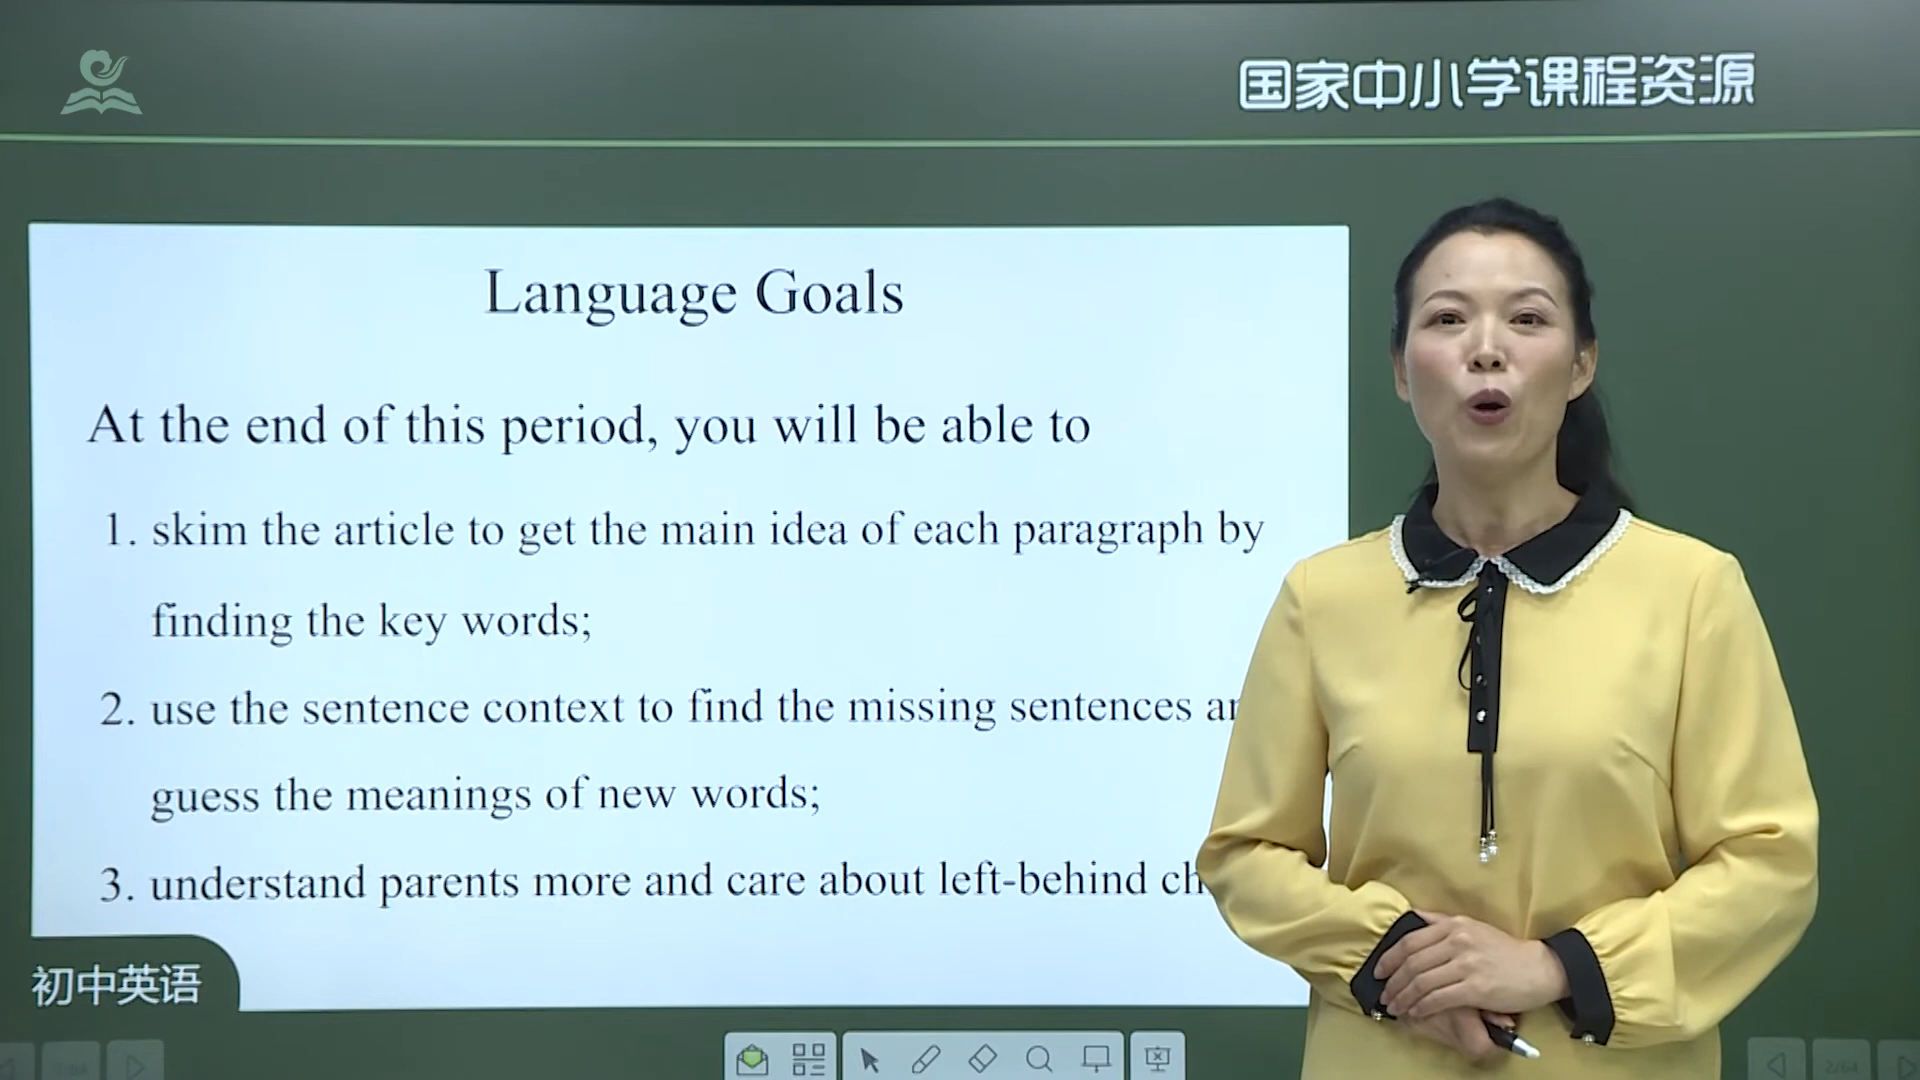 国家中小学课程资源
Language Goals
At the end of this period, you will be able to
1. skim the article to get the main idea of each paragraph by
finding the key words;
2. use the sentence context to find the missing sentences
guess the meanings of new words;
3. understand parents more and care about left-behind
初中英语
2/64